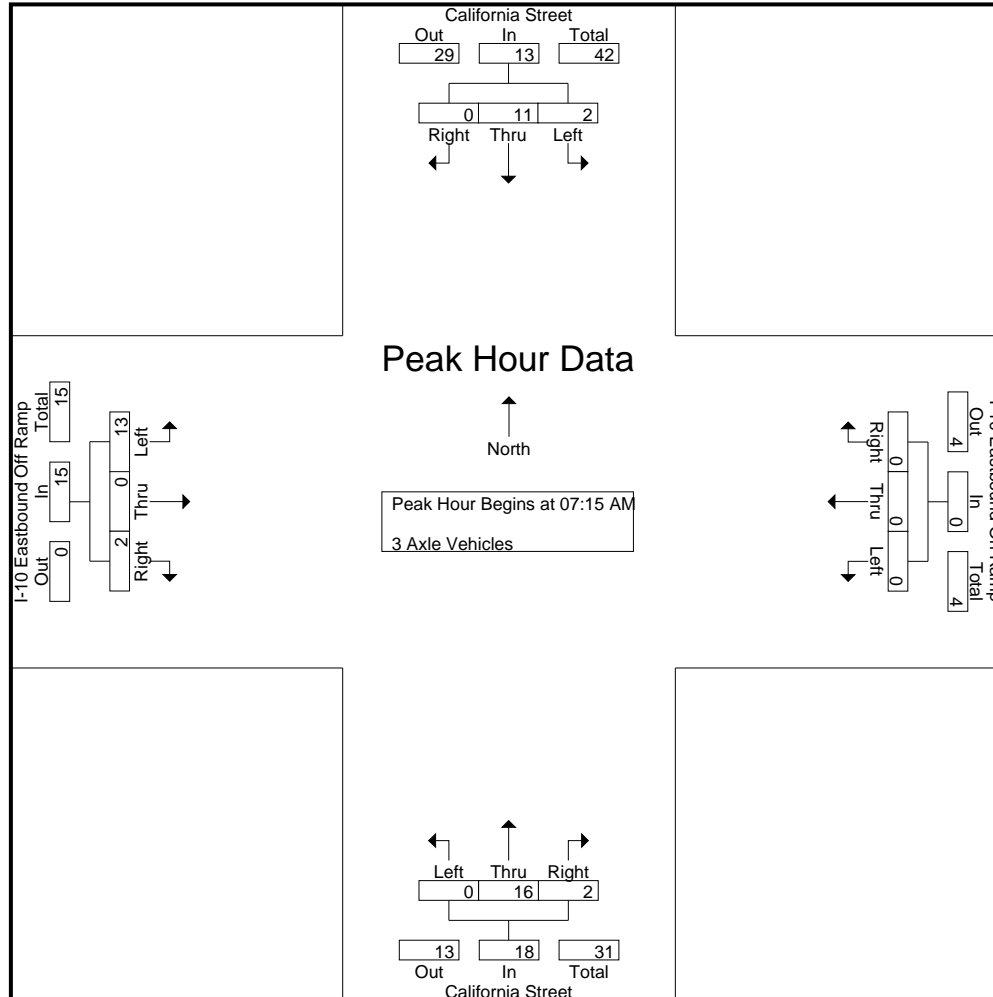 California Street
Out In Total
29 13 42
0 11 2
Right Thru Left
Peak Hour Data
North
Peak Hour Begins at 07:15 AM
3 Axle Vehicles
I-10 Eastbound Off Ramp
Total In Out
15 15 0
13 0 2
Left Thru Right
Right Thru Left
0 0 0
Out In Total
4 0 4
Left Thru Right
0 16 2
13 18 31
Out In Total
California Street